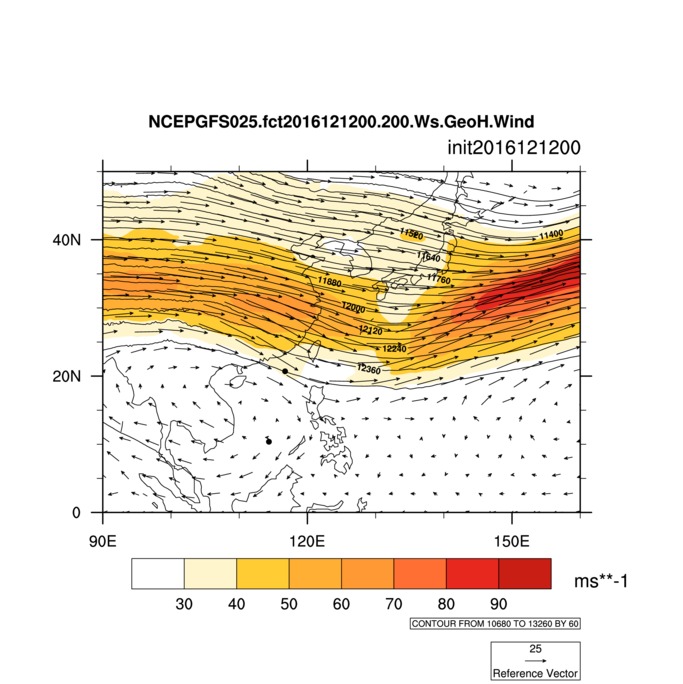 NCEPGFS025.fct2016121200.200.Ws.GeoH.Wind
init2016121200
40N
20N
0
90E 120E 150E
11520
11400
11640
11760
11880
12000
12120
12240
12360
30 40 50 60 70 80 90
ms**-1
CONTOUR FROM 10680 TO 13260 BY 60
25
Reference Vector